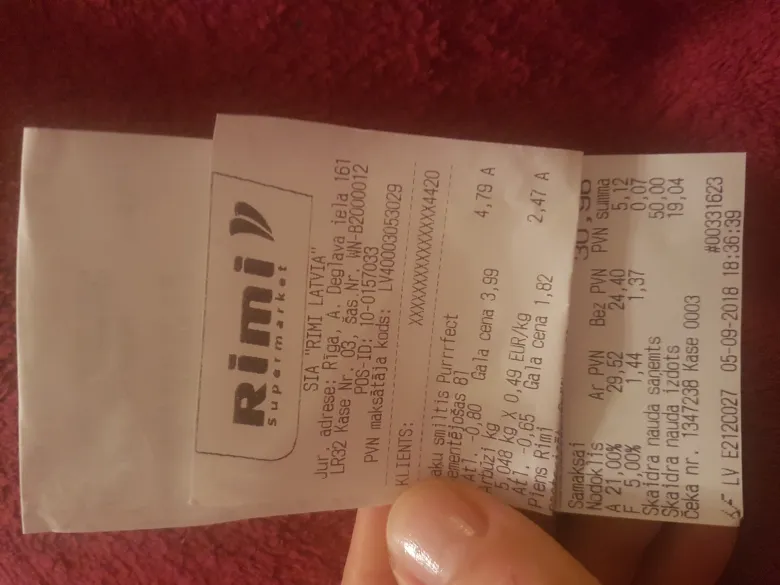 Rimi
supermarket
SIA "RIMI LATVIA"
Jur. adrese: Rīga, A. Deglava iela 161
LR32 Kase Nr. 03, šas.Nr. WN-B2000012
POS-ID: 10-0157033
PVN maksātāja kods: LV40003053029
KLIENTS: XXXXXXXXXXXXXXX4420
aku smiltis Purrrfect
ementējošas 8l 4,79 A
Atl. -0,80 Gala cena 3,99
Arbūzi kg
5,048 kg X 0,49 EUR/kg 2,47 A
Atl. -0,65 Gala cena 1,82
Piens Rimi
Samaksai
Nodoklis Ar PVN Bez PVN PVN summa
A 21,00% 29,52 24,40 5,12
F 5,00% 1,44 1,37 0,07
Skaidra nauda saņemts 50,00
Skaidra nauda izdots 19,04
Čeka nr. 1347238 Kase 0003
#00331623
LV E2120027 05-09-2018 18:36:39